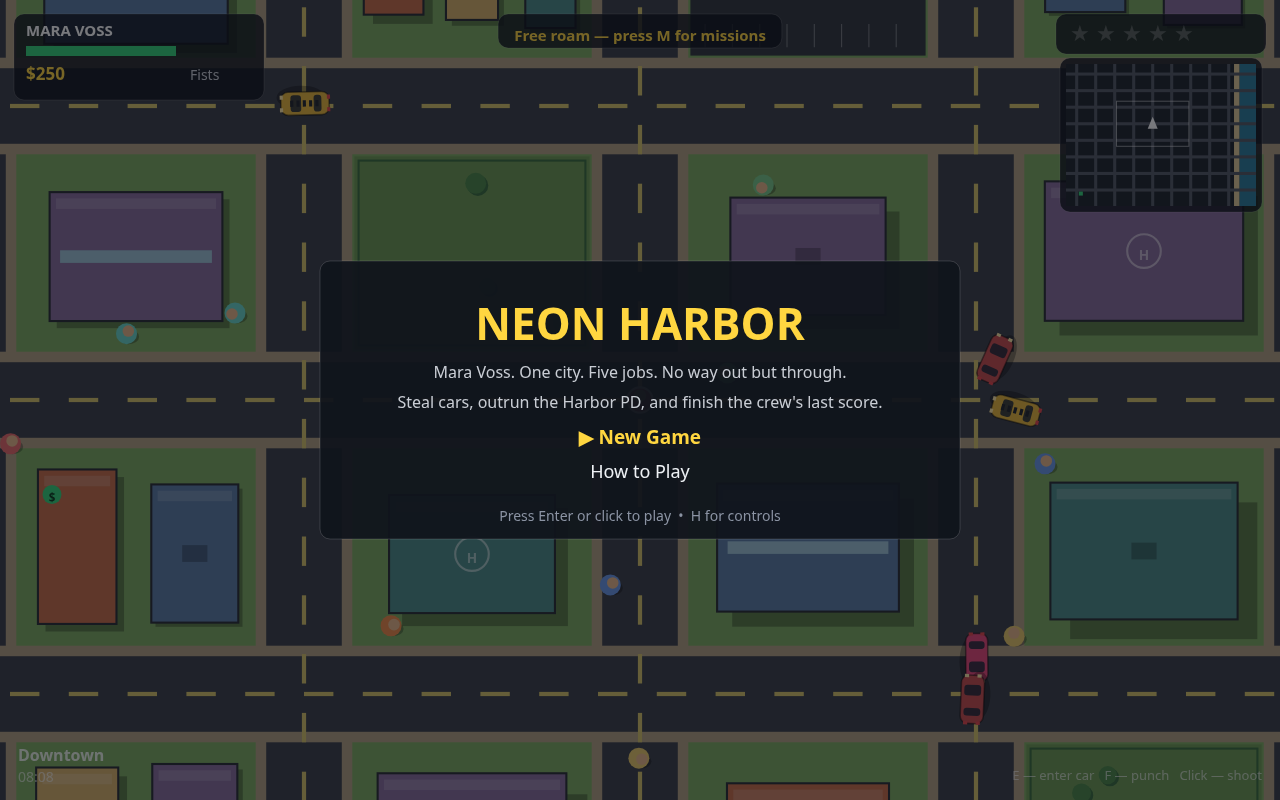 MARA VOSS
$250
Fists
Free roam — press M for missions
★ ★ ★ ★ ★
H
NEON HARBOR
Mara Voss. One city. Five jobs. No way out but through.
Steal cars, outrun the Harbor PD, and finish the crew's last score.
▶ New Game
How to Play
Press Enter or click to play • H for controls
$
H
Downtown
08:08
E — enter car F — punch Click — shoot